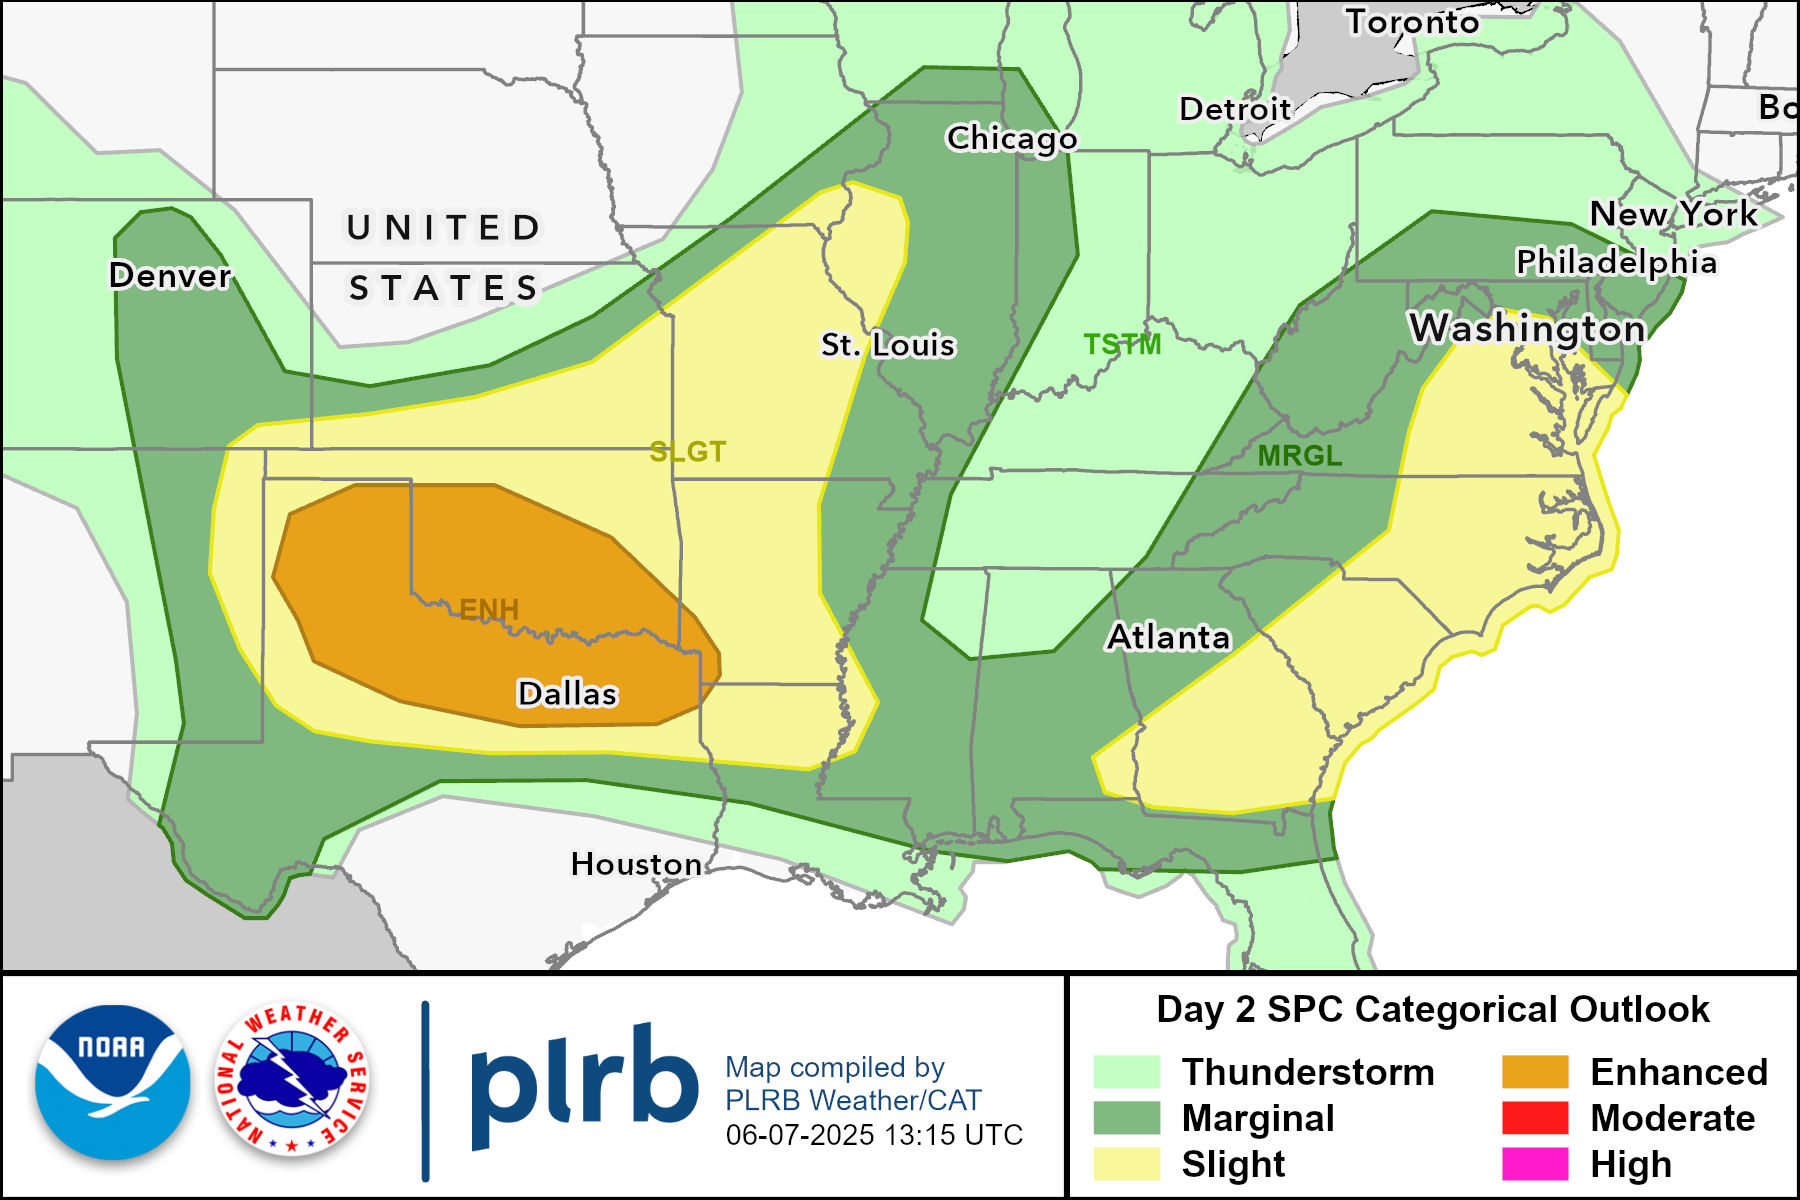 Toronto
Detroit
Bo
Chicago
New York
UNITED
Philadelphia
Denver
STATES
Washington
St. Louis
TSTM
SLGT
MRGL
ENH
Atlanta
Dallas
Houston
NOAA
NATIONAL WEATHER SERVICE
plrb
Map compiled by
PLRB Weather/CAT
06-07-2025 13:15 UTC
Day 2 SPC Categorical Outlook
Thunderstorm
Enhanced
Marginal
Moderate
Slight
High